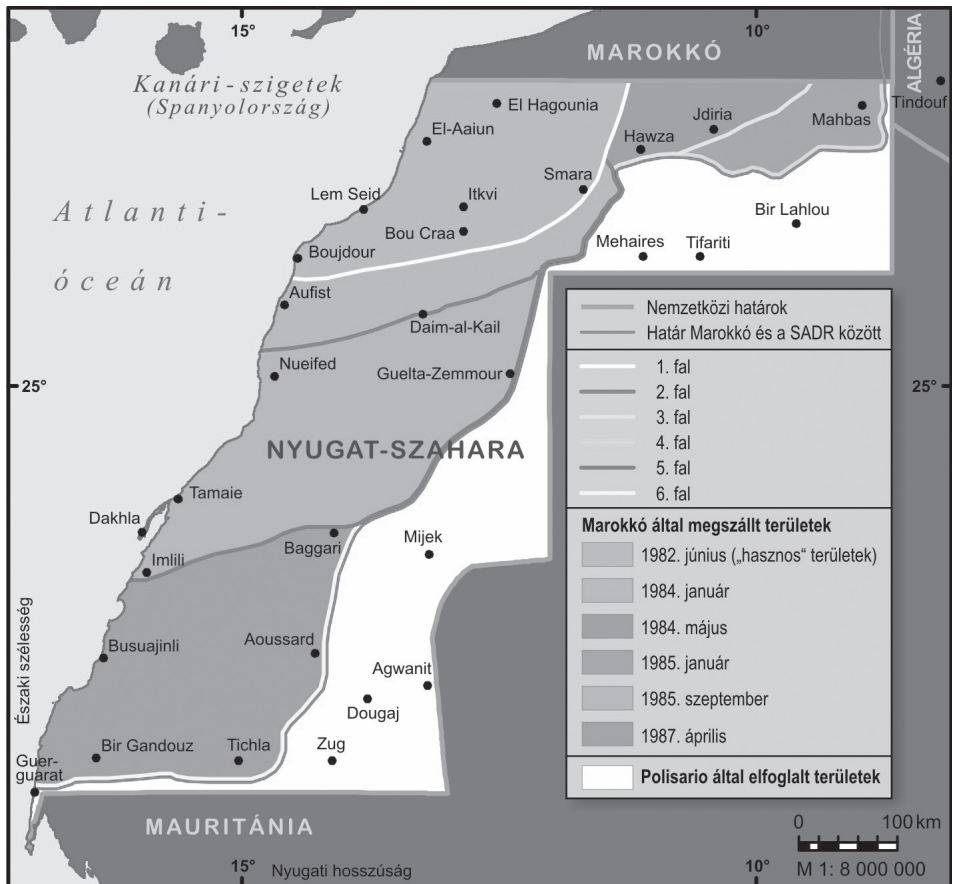 15°
10°
MAROKKÓ
ALGÉRIA
Kanári-szigetek
(Spanyolország)
El Hagounia
Tindouf
Jdiria
Mahbas
El-Aaiun
Hawza
Smara
Lem Seid
Itkvi
Bir Lahlou
Atlanti-
óceán
Bou Craa
Mehaires
Tifariti
Boujdour
Aufist
Daim-al-Kail
Nueifed
Guelta-Zemmour
25°
25°
NYUGAT-SZAHARA
Tamaie
Dakhla
Baggari
Mijek
Imlili
Északi szélesség
Busuajinli
Aoussard
Agwanit
Dougaj
Guer-
guarat
Bir Gandouz
Tichla
Zug
MAURITÁNIA
15°
Nyugati hosszúság
10°
Nemzetközi határok
Határ Marokkó és a SADR között
1. fal
2. fal
3. fal
4. fal
5. fal
6. fal
Marokkó által megszállt területek
1982. június („hasznos“ területek)
1984. január
1984. május
1985. január
1985. szeptember
1987. április
Polisario által elfoglalt területek
0 100 km
M 1: 8 000 000